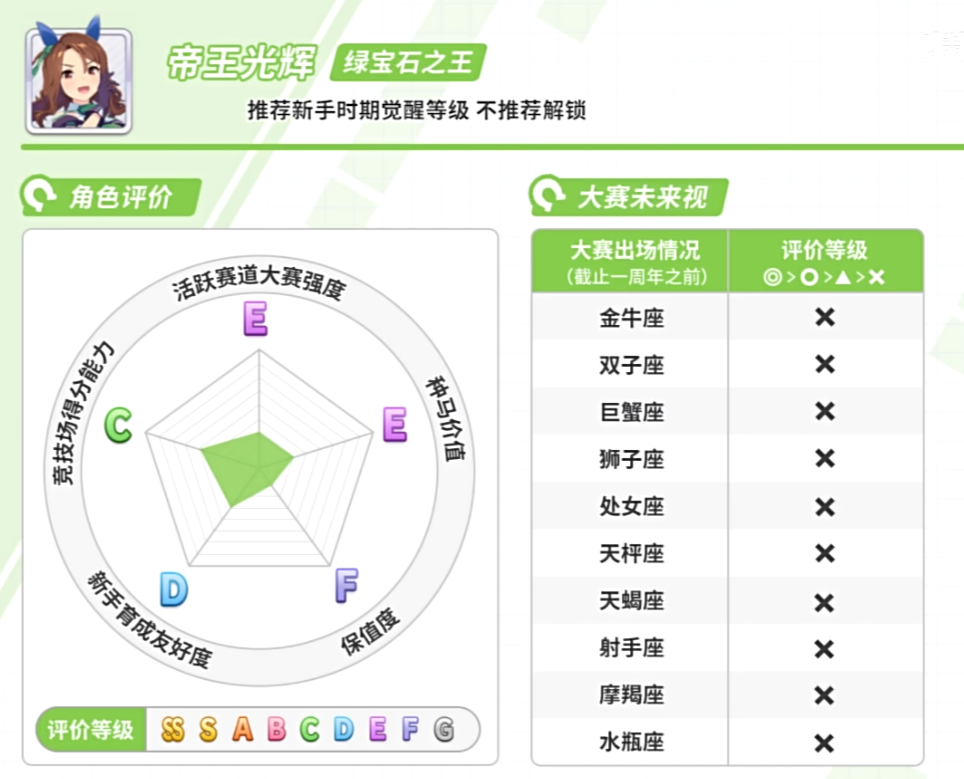 帝王光辉 绿宝石之王
推荐新手时期觉醒等级 不推荐解锁
角色评价
活跃赛道大赛强度
E
种马价值
E
保值度
F
新手育成友好度
D
竞技场得分能力
C
评价等级 SS S A B C D E F G
大赛未来视
大赛出场情况 评价等级
(截止一周年之前) ◎>○>▲>×
金牛座 ×
双子座 ×
巨蟹座 ×
狮子座 ×
处女座 ×
天枰座 ×
天蝎座 ×
射手座 ×
摩羯座 ×
水瓶座 ×